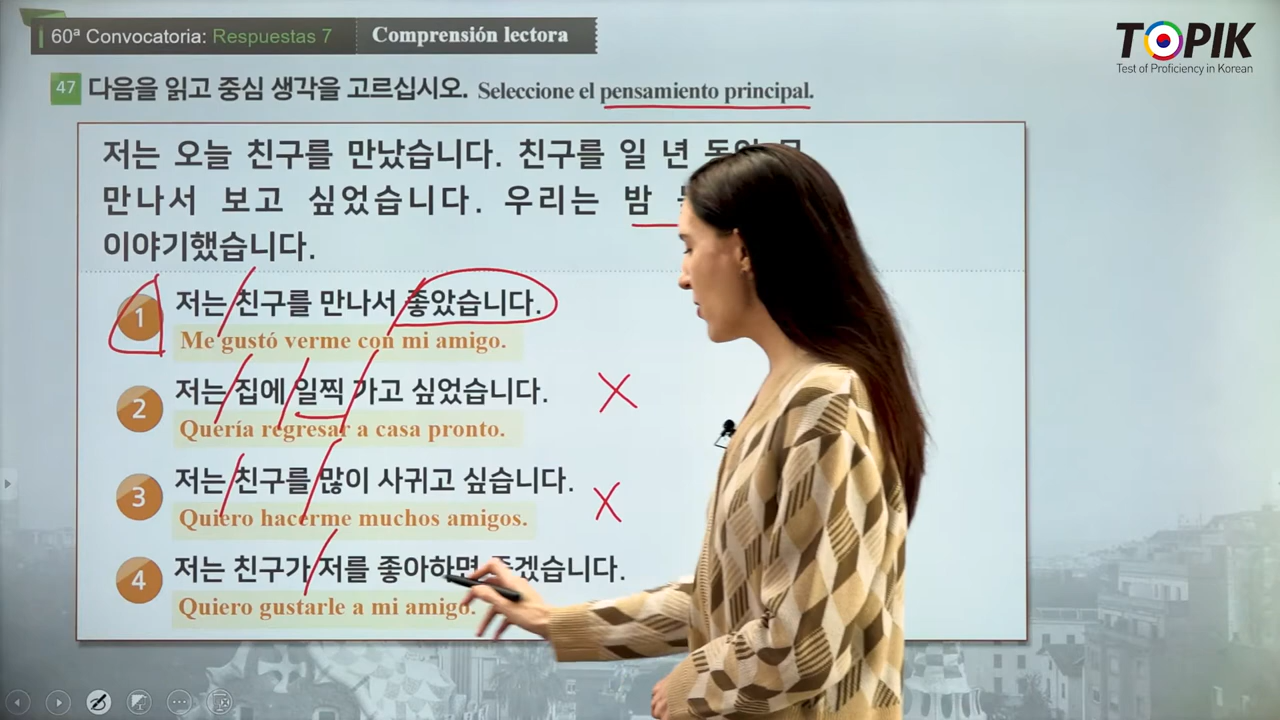 60ª Convocatoria: Respuestas 7
Comprensión lectora
TOPIK
Test of Proficiency in Korean
47 다음을 읽고 중심 생각을 고르십시오. Seleccione el pensamiento principal.
저는 오늘 친구를 만났습니다. 친구를 일 년
만나서 보고 싶었습니다. 우리는 밤
이야기했습니다.
1 저는 친구를 만나서 좋았습니다.
Me gustó verme con mi amigo.
2 저는 집에 일찍 가고 싶었습니다.
Quería regresar a casa pronto.
3 저는 친구를 많이 사귀고 싶습니다.
Quiero hacerme muchos amigos.
4 저는 친구가 저를 좋아하면 좋겠습니다.
Quiero gustarle a mi amigo.